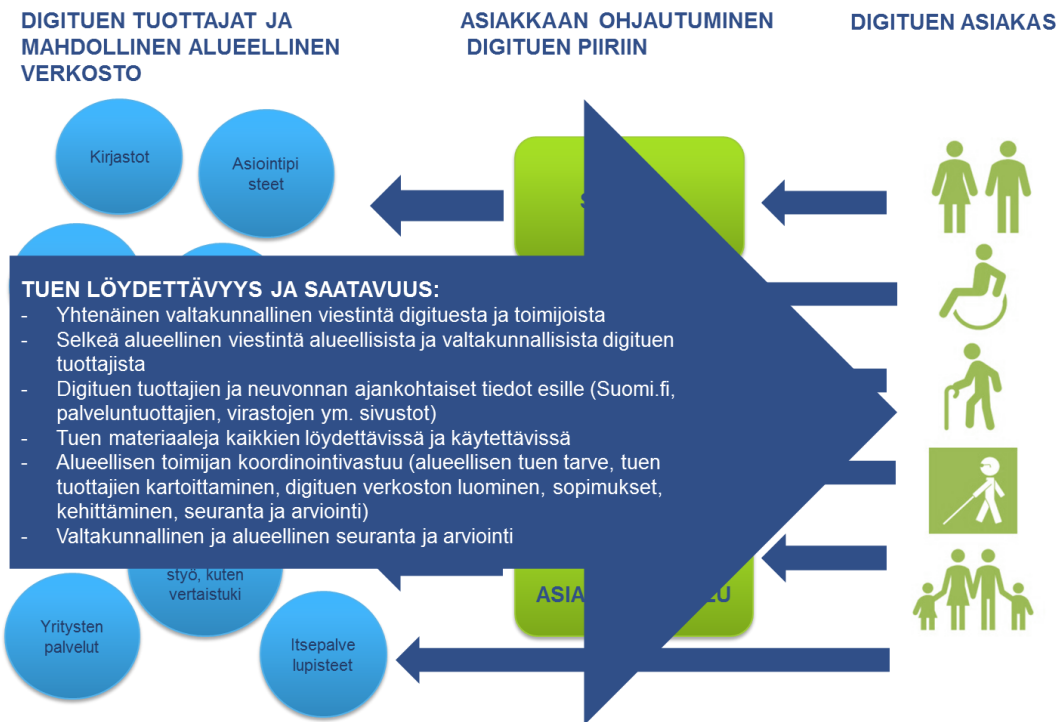 DIGITUEN TUOTTAJAT JA
MAHDOLLINEN ALUEELLINEN
VERKOSTO
ASIAKKAAN OHJAUTUMINEN
DIGITUEN PIIRIIN
DIGITUEN ASIAKAS
Kirjastot
Asiointipi
steet
TUEN LÖYDETTÄVYYS JA SAATAVUUS:
- Yhtenäinen valtakunnallinen viestintä digituesta ja toimijoista
- Selkeä alueellinen viestintä alueellisista ja valtakunnallisista digituen
tuottajista
- Digituen tuottajien ja neuvonnan ajankohtaiset tiedot esille (Suomi.fi,
palveluntuottajien, virastojen ym. sivustot)
- Tuen materiaaleja kaikkien löydettävissä ja käytettävissä
- Alueellisen toimijan koordinointivastuu (alueellisen tuen tarve, tuen
tuottajien kartoittaminen, digituen verkoston luominen, sopimukset,
kehittäminen, seuranta ja arviointi)
- Valtakunnallinen ja alueellinen seuranta ja arviointi
styö, kuten
vertaistuki
Yritysten
palvelut
Itsepalve
lupisteet